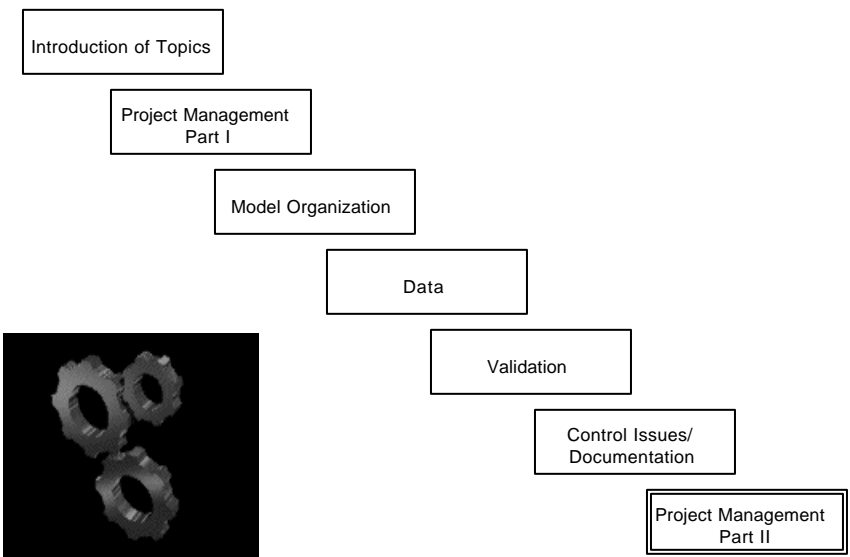 Introduction of Topics
Project Management
Part I
Model Organization
Data
Validation
Control Issues/
Documentation
Project Management
Part II